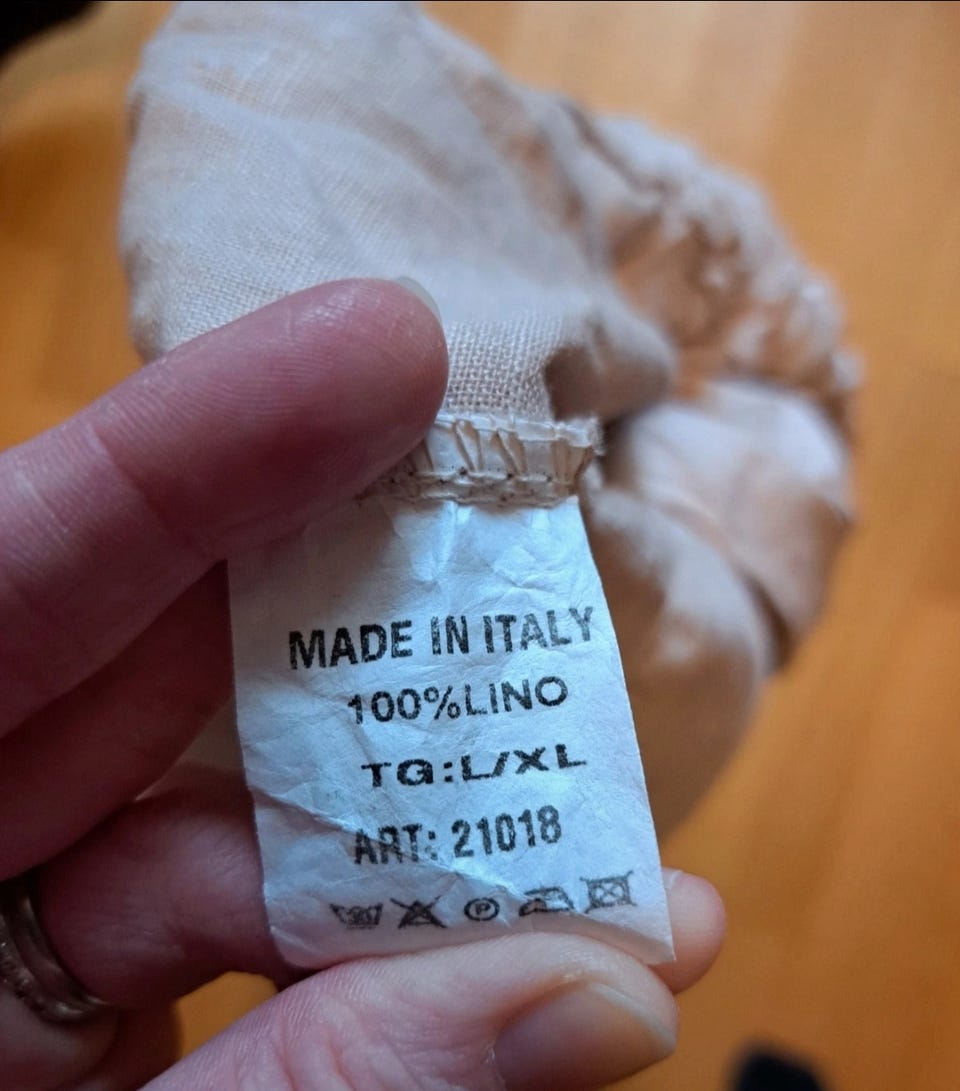 MADE IN ITALY
100%LINO
TG:L/XL
ART: 21018
P